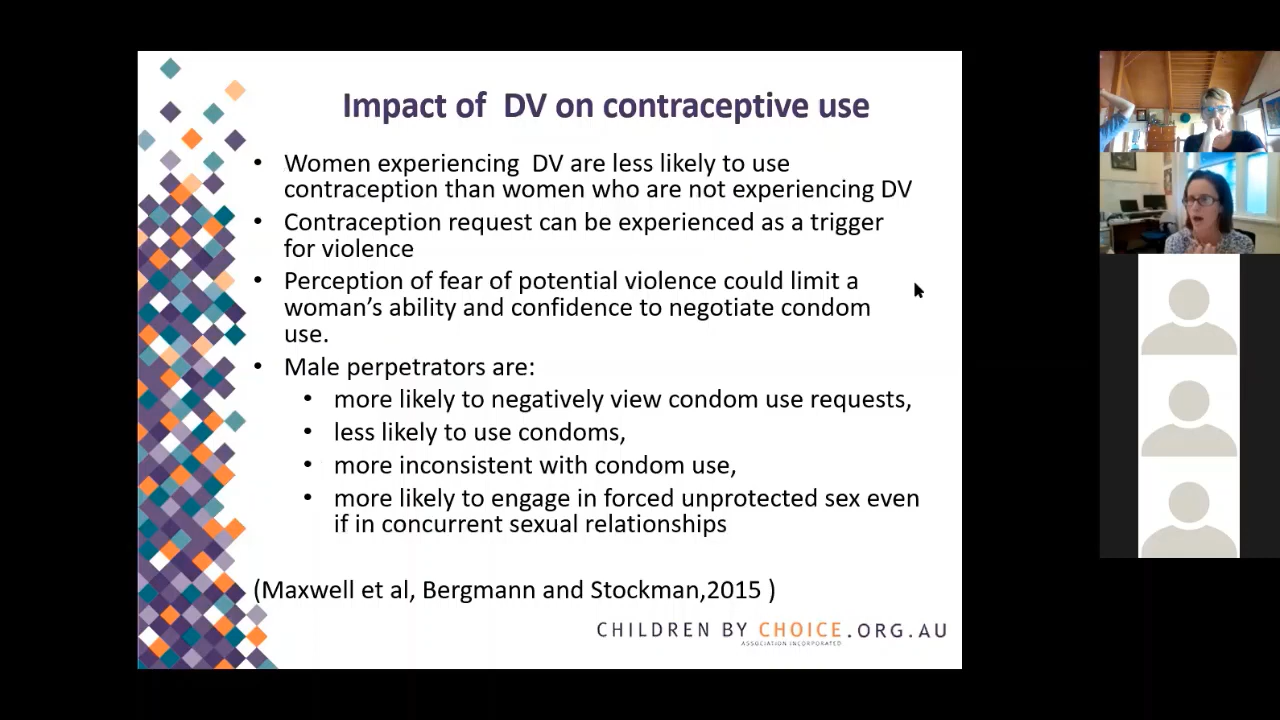 Impact of  DV on contraceptive use
• Women experiencing  DV are less likely to use
contraception than women who are not experiencing DV
• Contraception request can be experienced as a trigger
for violence
• Perception of fear of potential violence could limit a
woman’s ability and confidence to negotiate condom
use.
• Male perpetrators are:
• more likely to negatively view condom use requests,
• less likely to use condoms,
• more inconsistent with condom use,
• more likely to engage in forced unprotected sex even
if in concurrent sexual relationships
(Maxwell et al, Bergmann and Stockman,2015 )
CHILDREN BY CHOICE.ORG.AU
ASSOCIATION INCORPORATED